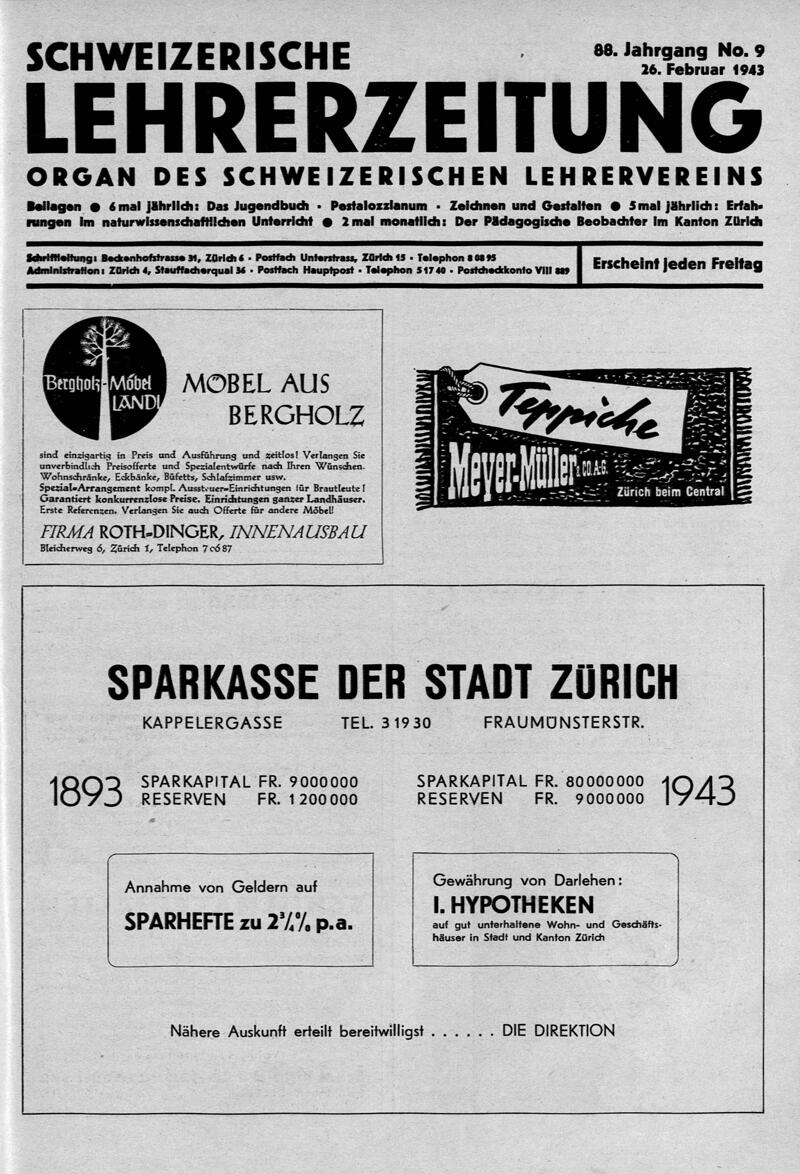 SCHWEIZERISCHE
88. Jahrgang No. 9
26. Februar 1943
LEHRERZEITUNG
ORGAN DES SCHWEIZERISCHEN LEHRERVEREINS
Beilagen ● 6 mal jährlich: Das Jugendbuch · Pestalozzianum · Zeichnen und Gestalten ● 5 mal jährlich: Erfah-
rungen im naturwissenschaftlichen Unterricht ● 2 mal monatlich: Der Pädagogische Beobachter im Kanton Zürich
Schriftleitung: Beckenhofstrasse 31, Zürich 6 · Postfach Unterstrass, Zürich 15 · Telephon 8 08 95
Administration: Zürich 4, Stauffacherquai 36 · Postfach Hauptpost · Telephon 5 17 40 · Postcheckkonto VIII 889
Erscheint jeden Freitag
Bergholz-Möbel
LANDI
MÖBEL AUS
BERGHOLZ
sind einzigartig in Preis und Ausführung und zeitlos! Verlangen Sie
unverbindlich Preisofferte und Spezialentwürfe nach Ihren Wünschen.
Wohnschränke, Eckbänke, Büfetts, Schlafzimmer usw.
Spezial-Arrangement kompl. Aussteuer-Einrichtungen für Brautleute!
Garantiert konkurrenzlose Preise. Einrichtungen ganzer Landhäuser.
Erste Referenzen. Verlangen Sie auch Offerte für andere Möbel!
FIRMA ROTH-DINGER, INNENAUSBAU
Bleicherweg 6, Zürich 1, Telephon 7 06 87
Teppiche
Meyer-Müller & CO. A.-G.
Zürich beim Central
SPARKASSE DER STADT ZÜRICH
KAPPELERGASSE TEL. 3 19 30 FRAUMÜNSTERSTR.
1893 SPARKAPITAL FR. 9 000 000
RESERVEN FR. 1 200 000
SPARKAPITAL FR. 80 000 000 1943
RESERVEN FR. 9 000 000
Annahme von Geldern auf
SPARHEFTE zu 2¾% p.a.
Gewährung von Darlehen:
I. HYPOTHEKEN
auf gut unterhaltene Wohn- und Geschäfts-
häuser in Stadt und Kanton Zürich
Nähere Auskunft erteilt bereitwilligst . . . . . . DIE DIREKTION